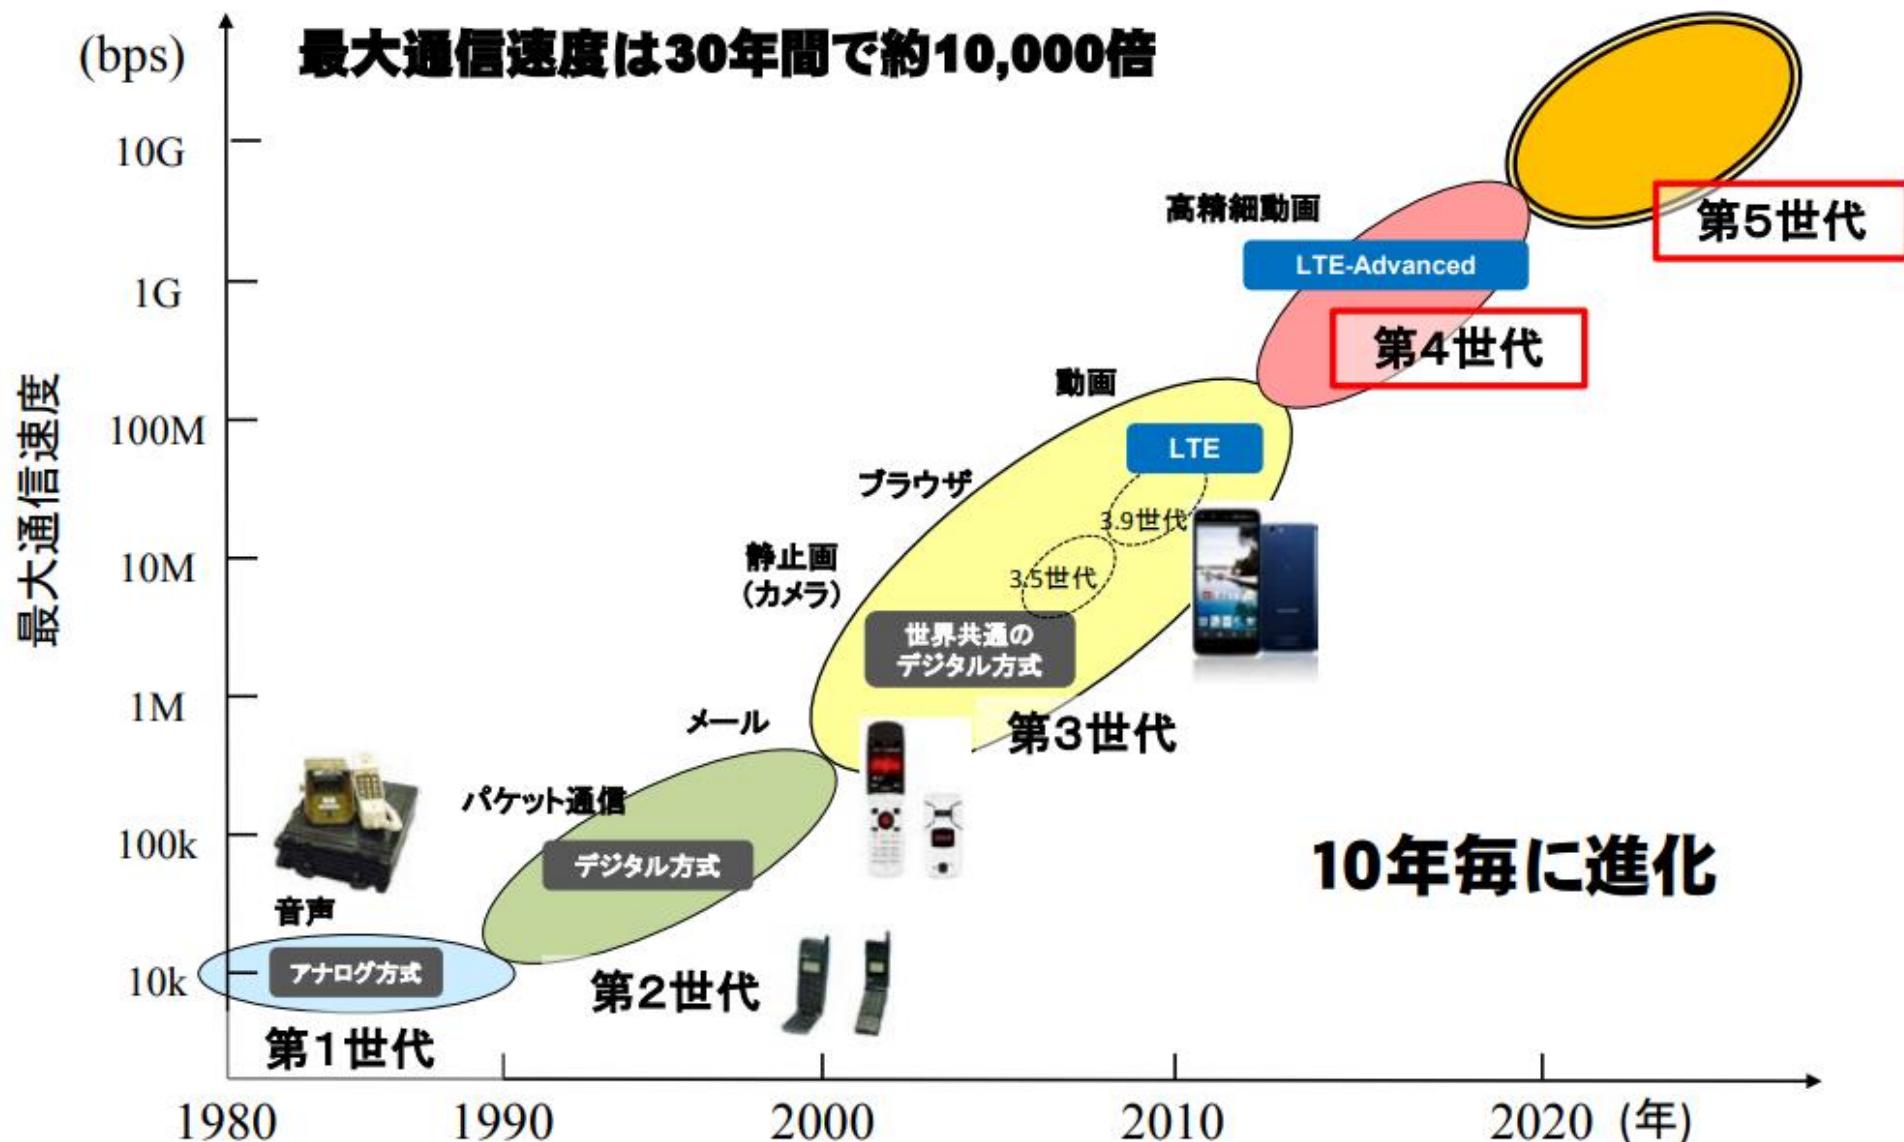 (bps)
最大通信速度は30年間で約10,000倍
10G
1G
100M
10M
1M
100k
10k
最大通信速度
高精細動画
LTE-Advanced
第5世代
第4世代
動画
LTE
ブラウザ
3.9世代
静止画
(カメラ)
3.5世代
世界共通の
デジタル方式
第3世代
メール
パケット通信
デジタル方式
10年毎に進化
音声
アナログ方式
第2世代
第1世代
1980
1990
2000
2010
2020 (年)